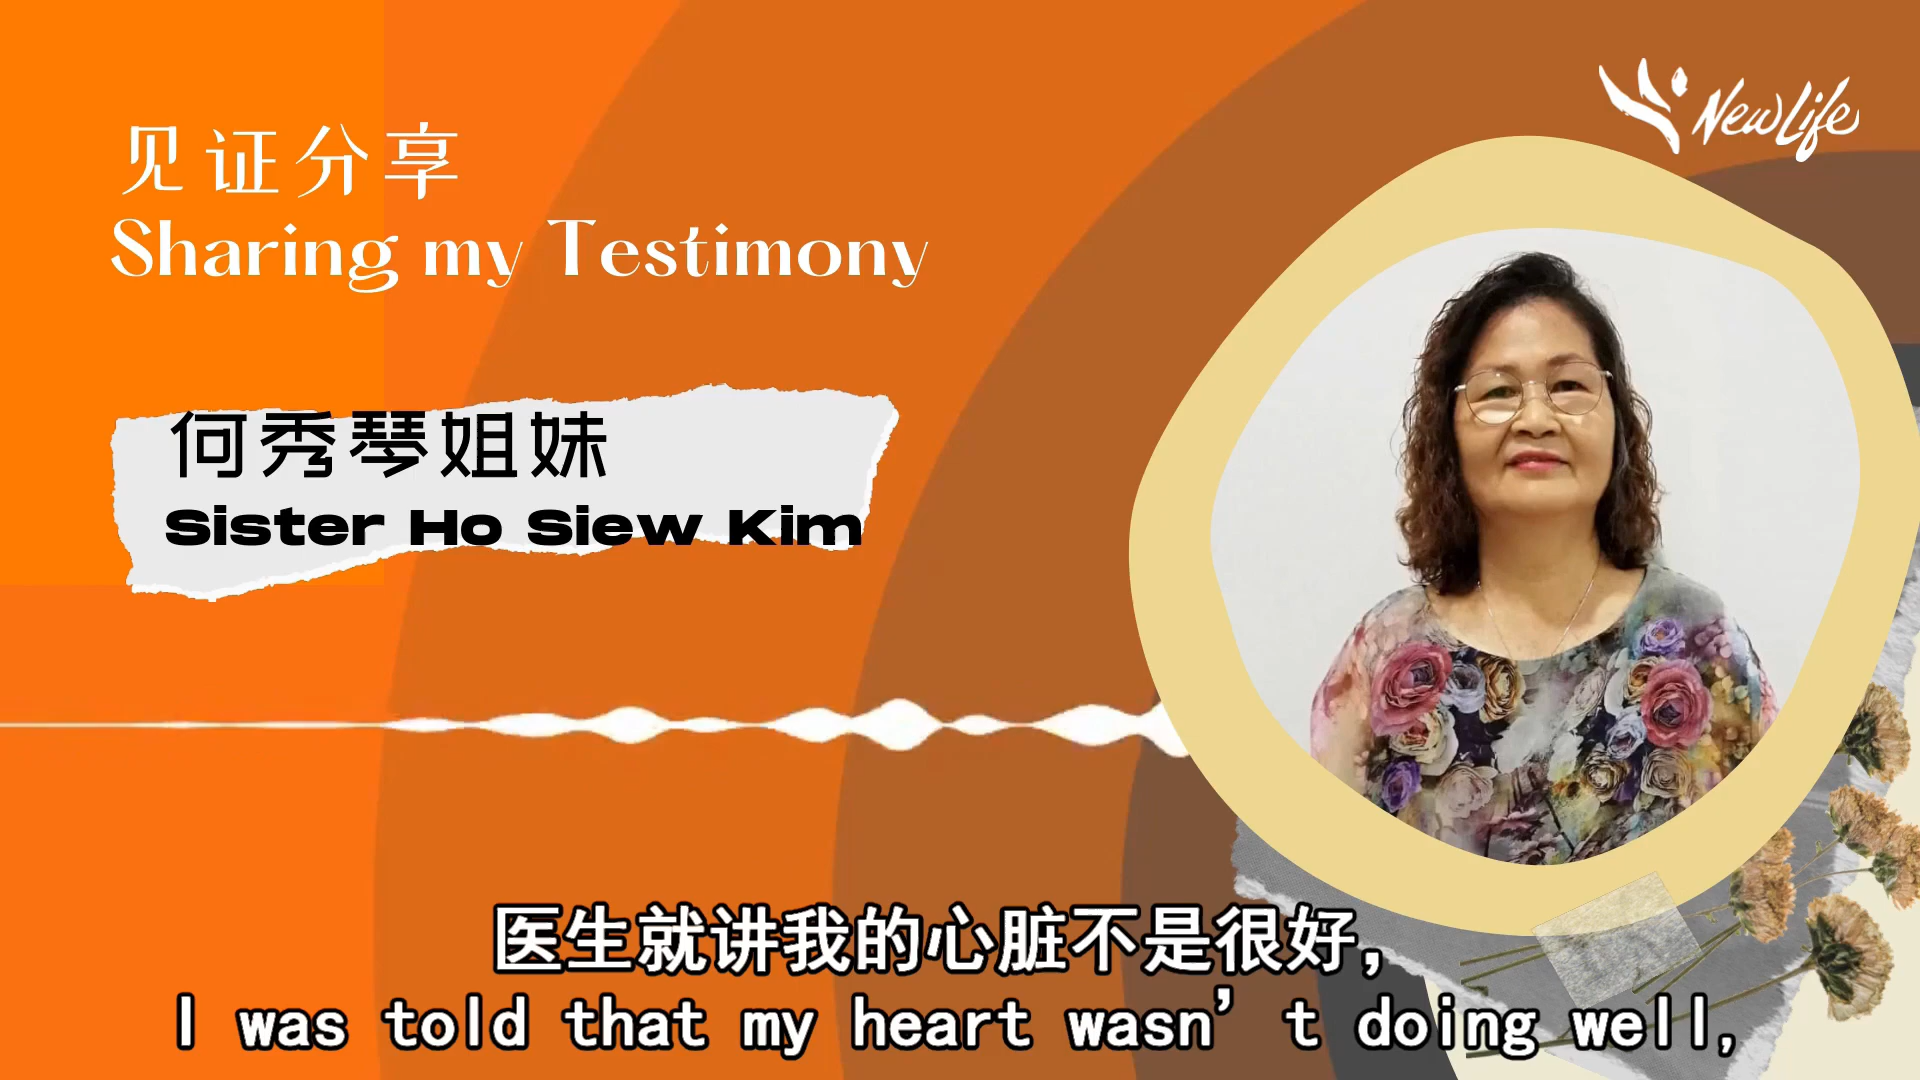 见证分享
Sharing my Testimony
NewLife
何秀琴姐妹
Sister Ho Siew Kim
医生就讲我的心脏不是很好，
I was told that my heart wasn't doing well,